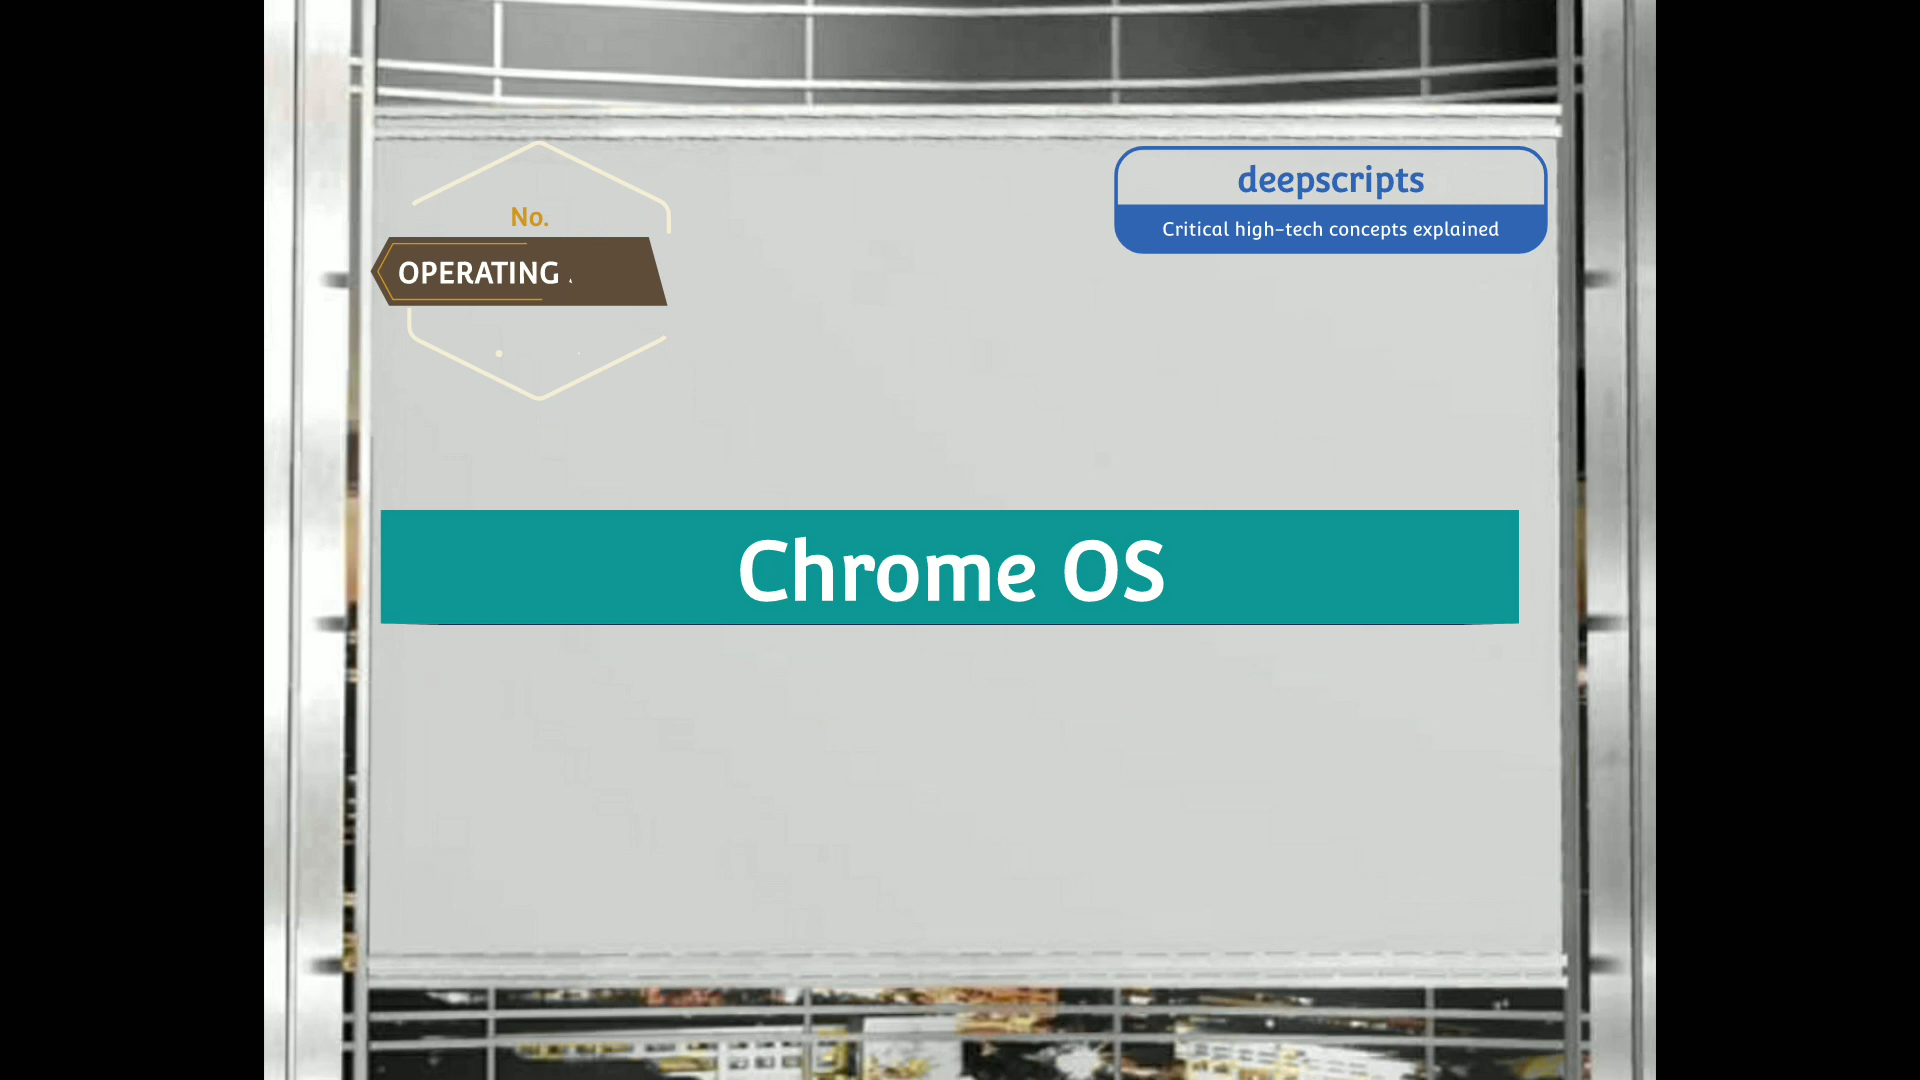 No.
OPERATING
deepscripts
Critical high-tech concepts explained
Chrome OS